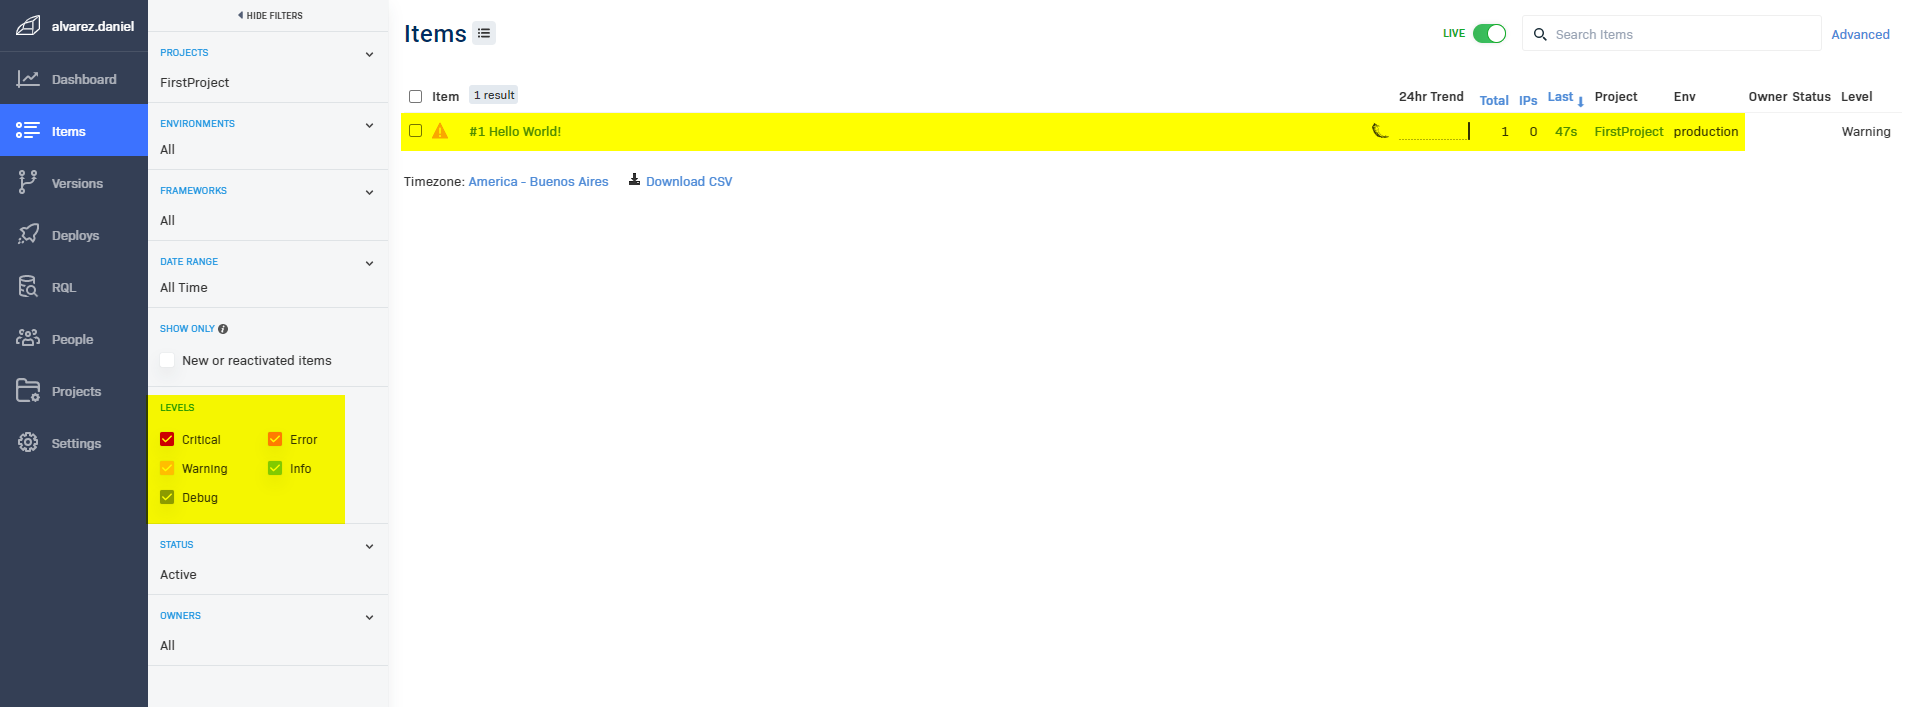 alvarez.daniel
Dashboard
Items
Versions
Deploys
RQL
People
Projects
Settings
HIDE FILTERS
PROJECTS
FirstProject
ENVIRONMENTS
All
FRAMEWORKS
All
DATE RANGE
All Time
SHOW ONLY
New or reactivated items
LEVELS
Critical Error
Warning Info
Debug
STATUS
Active
OWNERS
All
Items
LIVE Search Items Advanced
Item 1 result 24hr Trend Total IPs Last Project Env Owner Status Level
#1 Hello World! 1 0 47s FirstProject production Warning
Timezone: America - Buenos Aires Download CSV